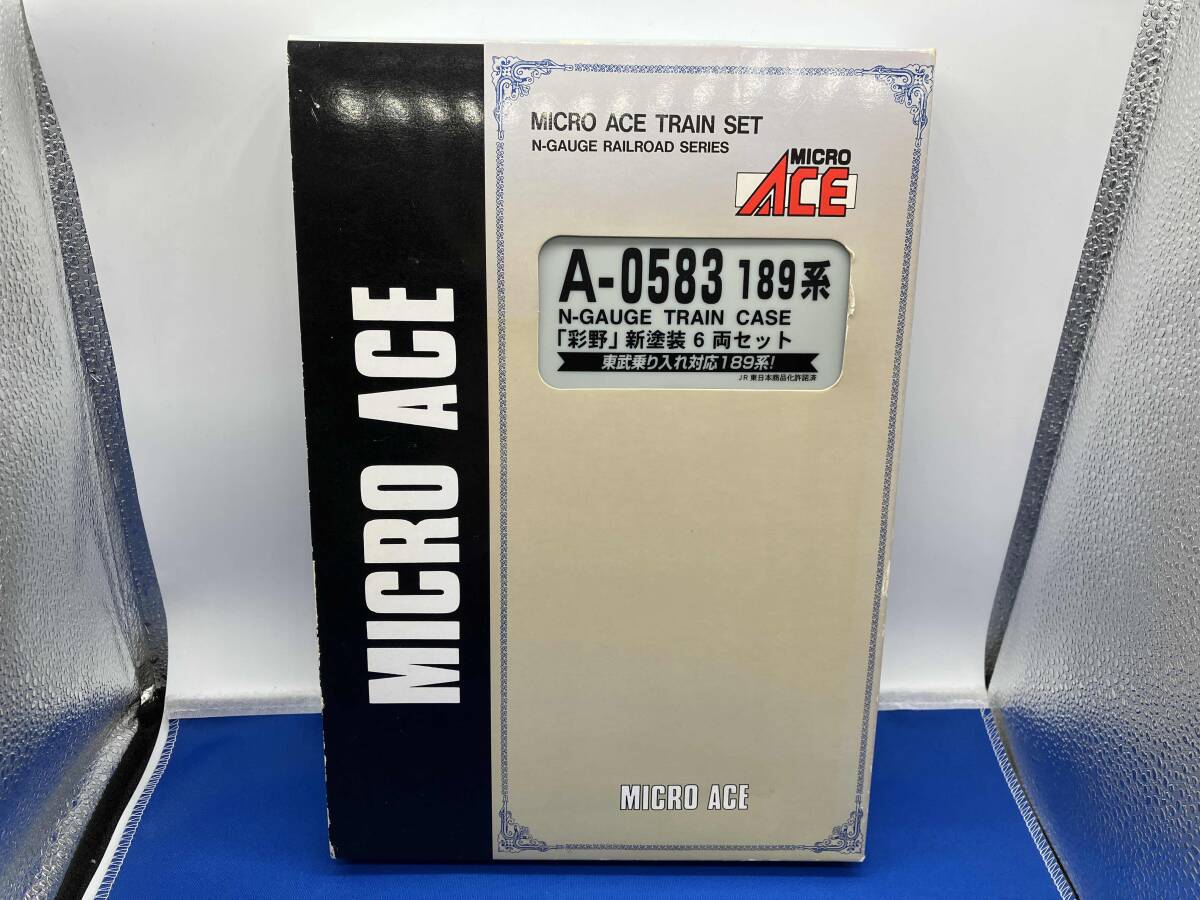 MICRO ACE
MICRO ACE TRAIN SET
N-GAUGE RAILROAD SERIES
MICRO
ACE
A-0583 189系
N-GAUGE TRAIN CASE
「彩野」新塗装6両セット
東武乗り入れ対応189系!
JR東日本商品化許諾済
MICRO ACE